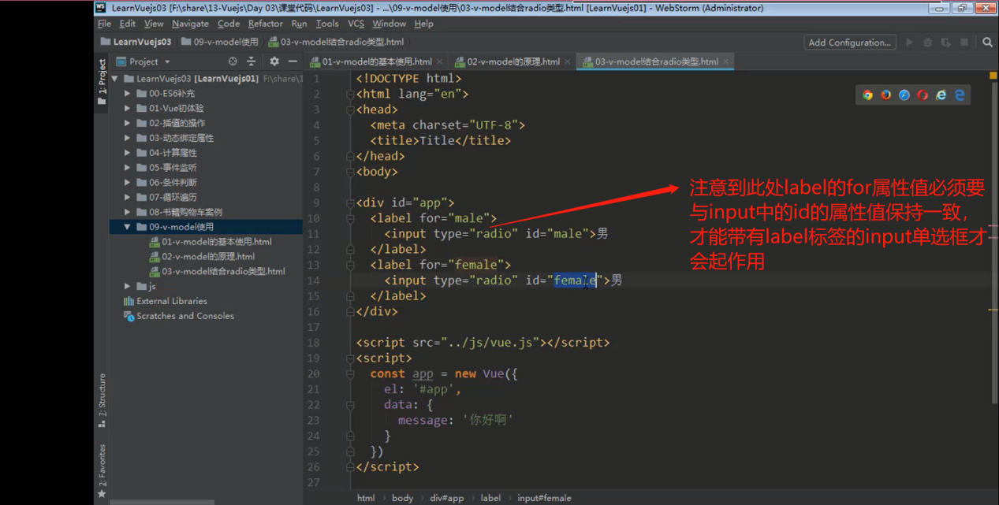 LearnVuejs03 [F:\share\13-Vuejs\Day 03\课堂代码\LearnVuejs03] - ...\09-v-model使用\03-v-model结合radio类型.html [LearnVuejs01] - WebStorm (Administrator)
File Edit View Navigate Code Refactor Run Tools VCS Window Help
LearnVuejs03 09-v-model使用 03-v-model结合radio类型.html Add Configuration...
Project 01-v-model的基本使用.html 02-v-model的原理.html 03-v-model结合radio类型.html
1: Project
LearnVuejs03 [LearnVuejs01] F:\share\1
00-ES6补充
01-Vue初体验
02-插值的操作
03-动态绑定属性
04-计算属性
05-事件监听
06-条件判断
07-循环遍历
08-书籍购物车案例
09-v-model使用
01-v-model的基本使用.html
02-v-model的原理.html
03-v-model结合radio类型.html
js
External Libraries
Scratches and Consoles
7: Structure
2: Favorites
1 <!DOCTYPE html>
2 <html lang="en">
3 <head>
4 <meta charset="UTF-8">
5 <title>Title</title>
6 </head>
7 <body>
8
9 <div id="app">
10 <label for="male">
11 <input type="radio" id="male">男
12 </label>
13 <label for="female">
14 <input type="radio" id="female">男
15 </label>
16 </div>
17
18 <script src="../js/vue.js"></script>
19 <script>
20 const app = new Vue({
21 el: '#app',
22 data: {
23 message: '你好啊'
24 }
25 })
26 </script>
27
注意到此处label的for属性值必须要
与input中的id的属性值保持一致，
才能带有label标签的input单选框才
会起作用
html body div#app label input#female